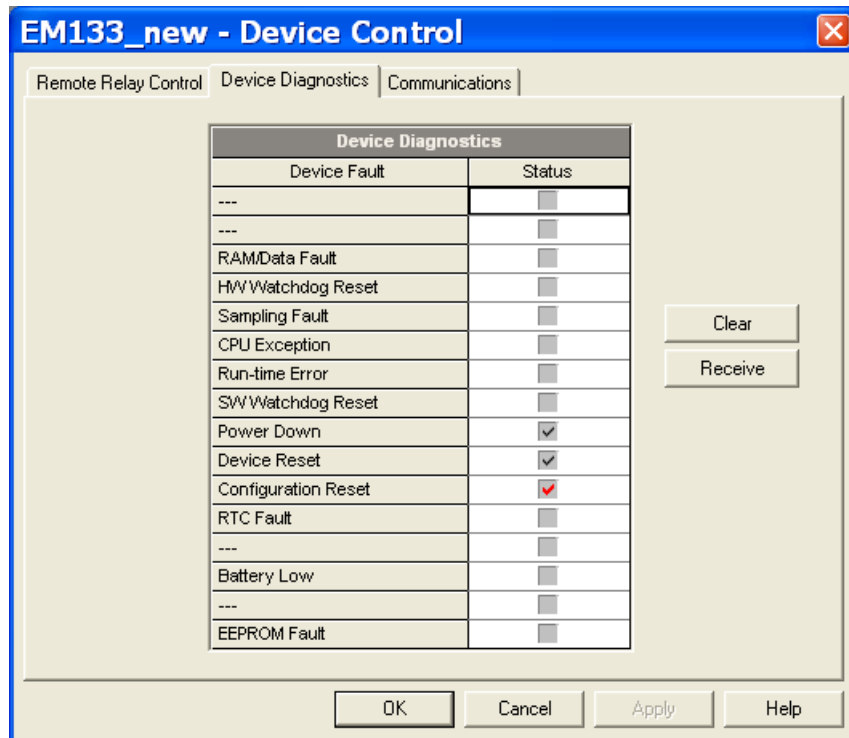 EM133_new - Device Control
Remote Relay Control Device Diagnostics Communications
Device Diagnostics
Device Fault Status
---
---
RAM/Data Fault
HW Watchdog Reset
Sampling Fault
Clear
CPU Exception
Run-time Error
Receive
SW Watchdog Reset
Power Down
Device Reset
Configuration Reset
RTC Fault
---
Battery Low
---
EEPROM Fault
OK Cancel Apply Help